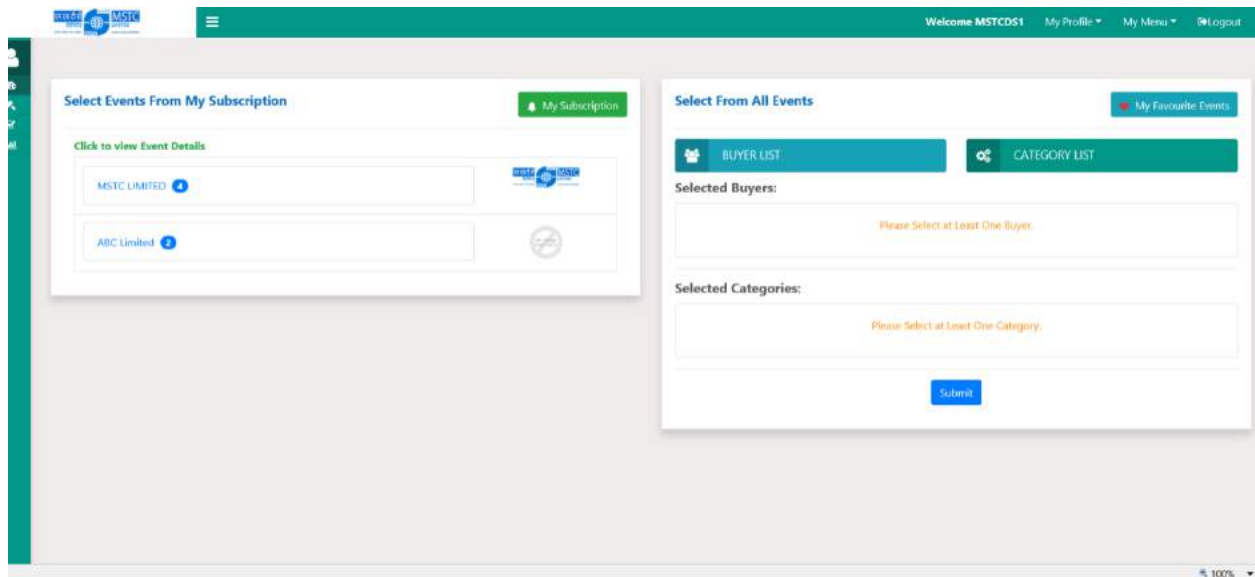 MSTC
Welcome MSTCDS1
My Profile
My Menu
Logout
Select Events From My Subscription
My Subscription
Click to view Event Details
MSTC LIMITED 4
ABC Limited 2
Select From All Events
My Favourite Events
BUYER LIST
CATEGORY LIST
Selected Buyers:
Please Select at Least One Buyer.
Selected Categories:
Please Select at Least One Category.
Submit
100%